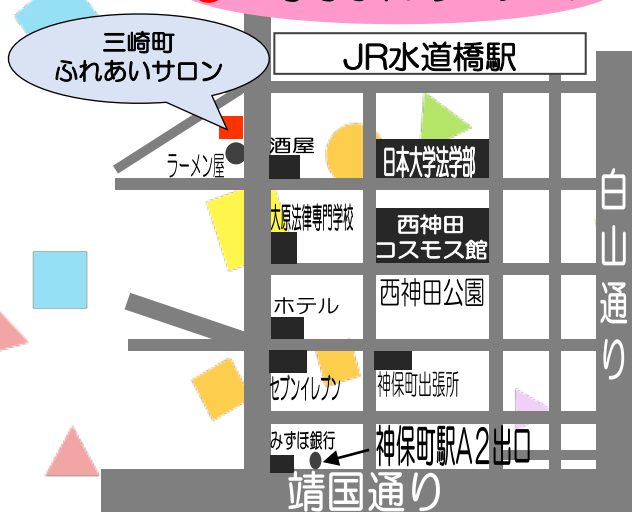 三崎町
ふれあいサロン
JR水道橋駅
酒屋
ラーメン屋
日本大学法学部
大原法律専門学校
西神田
コスモス館
白山通り
ホテル
西神田公園
セブンイレブン
神保町出張所
みずほ銀行
神保町駅A2出口
靖国通り